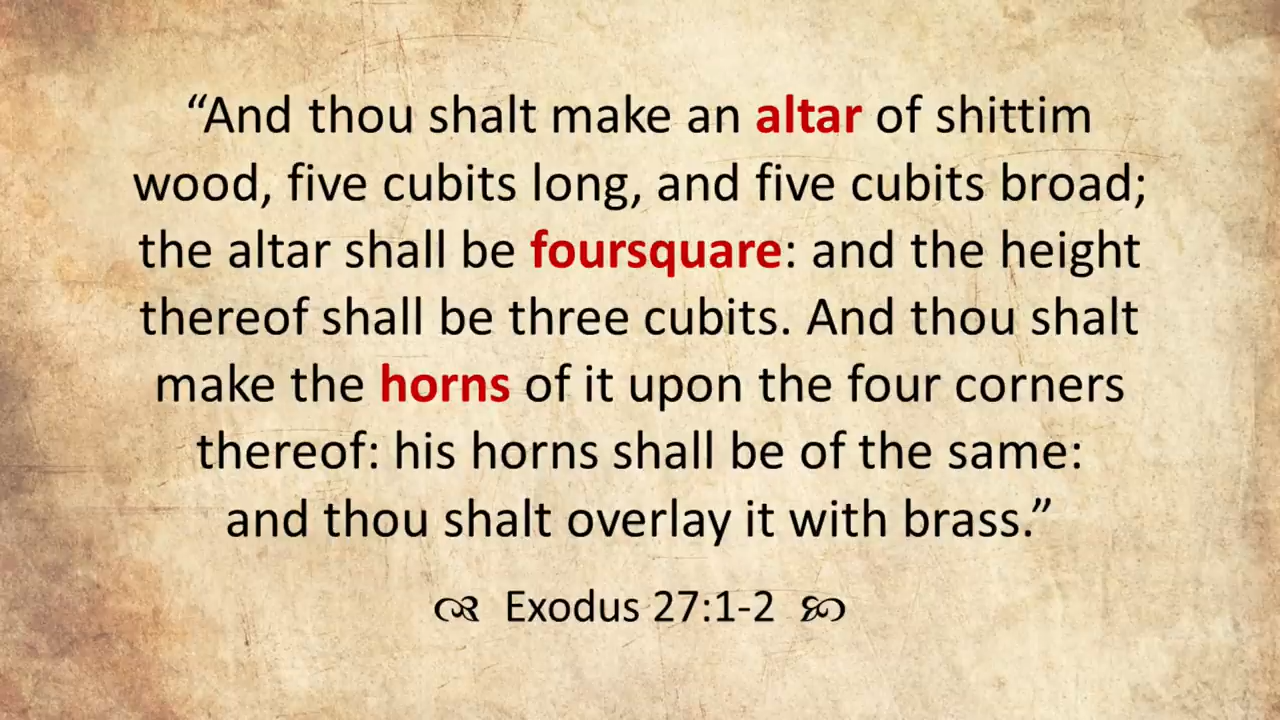 “And thou shalt make an altar of shittim
wood, five cubits long, and five cubits broad;
the altar shall be foursquare: and the height
thereof shall be three cubits. And thou shalt
make the horns of it upon the four corners
thereof: his horns shall be of the same:
and thou shalt overlay it with brass.”
Exodus 27:1-2